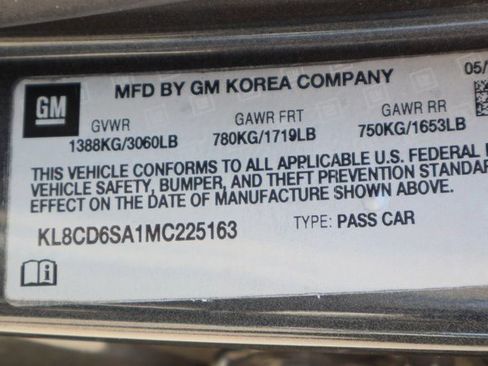 GM
MFD BY GM KOREA COMPANY
05/
GVWR GAWR FRT GAWR RR
1388KG/3060LB 780KG/1719LB 750KG/1653LB
THIS VEHICLE CONFORMS TO ALL APPLICABLE U.S. FEDERAL
VEHICLE SAFETY, BUMPER, AND THEFT PREVENTION STANDAR
EFFECT ON THE DATE OF MANUFACTURE SHOWN ABOVE.
KL8CD6SA1MC225163 TYPE: PASS CAR